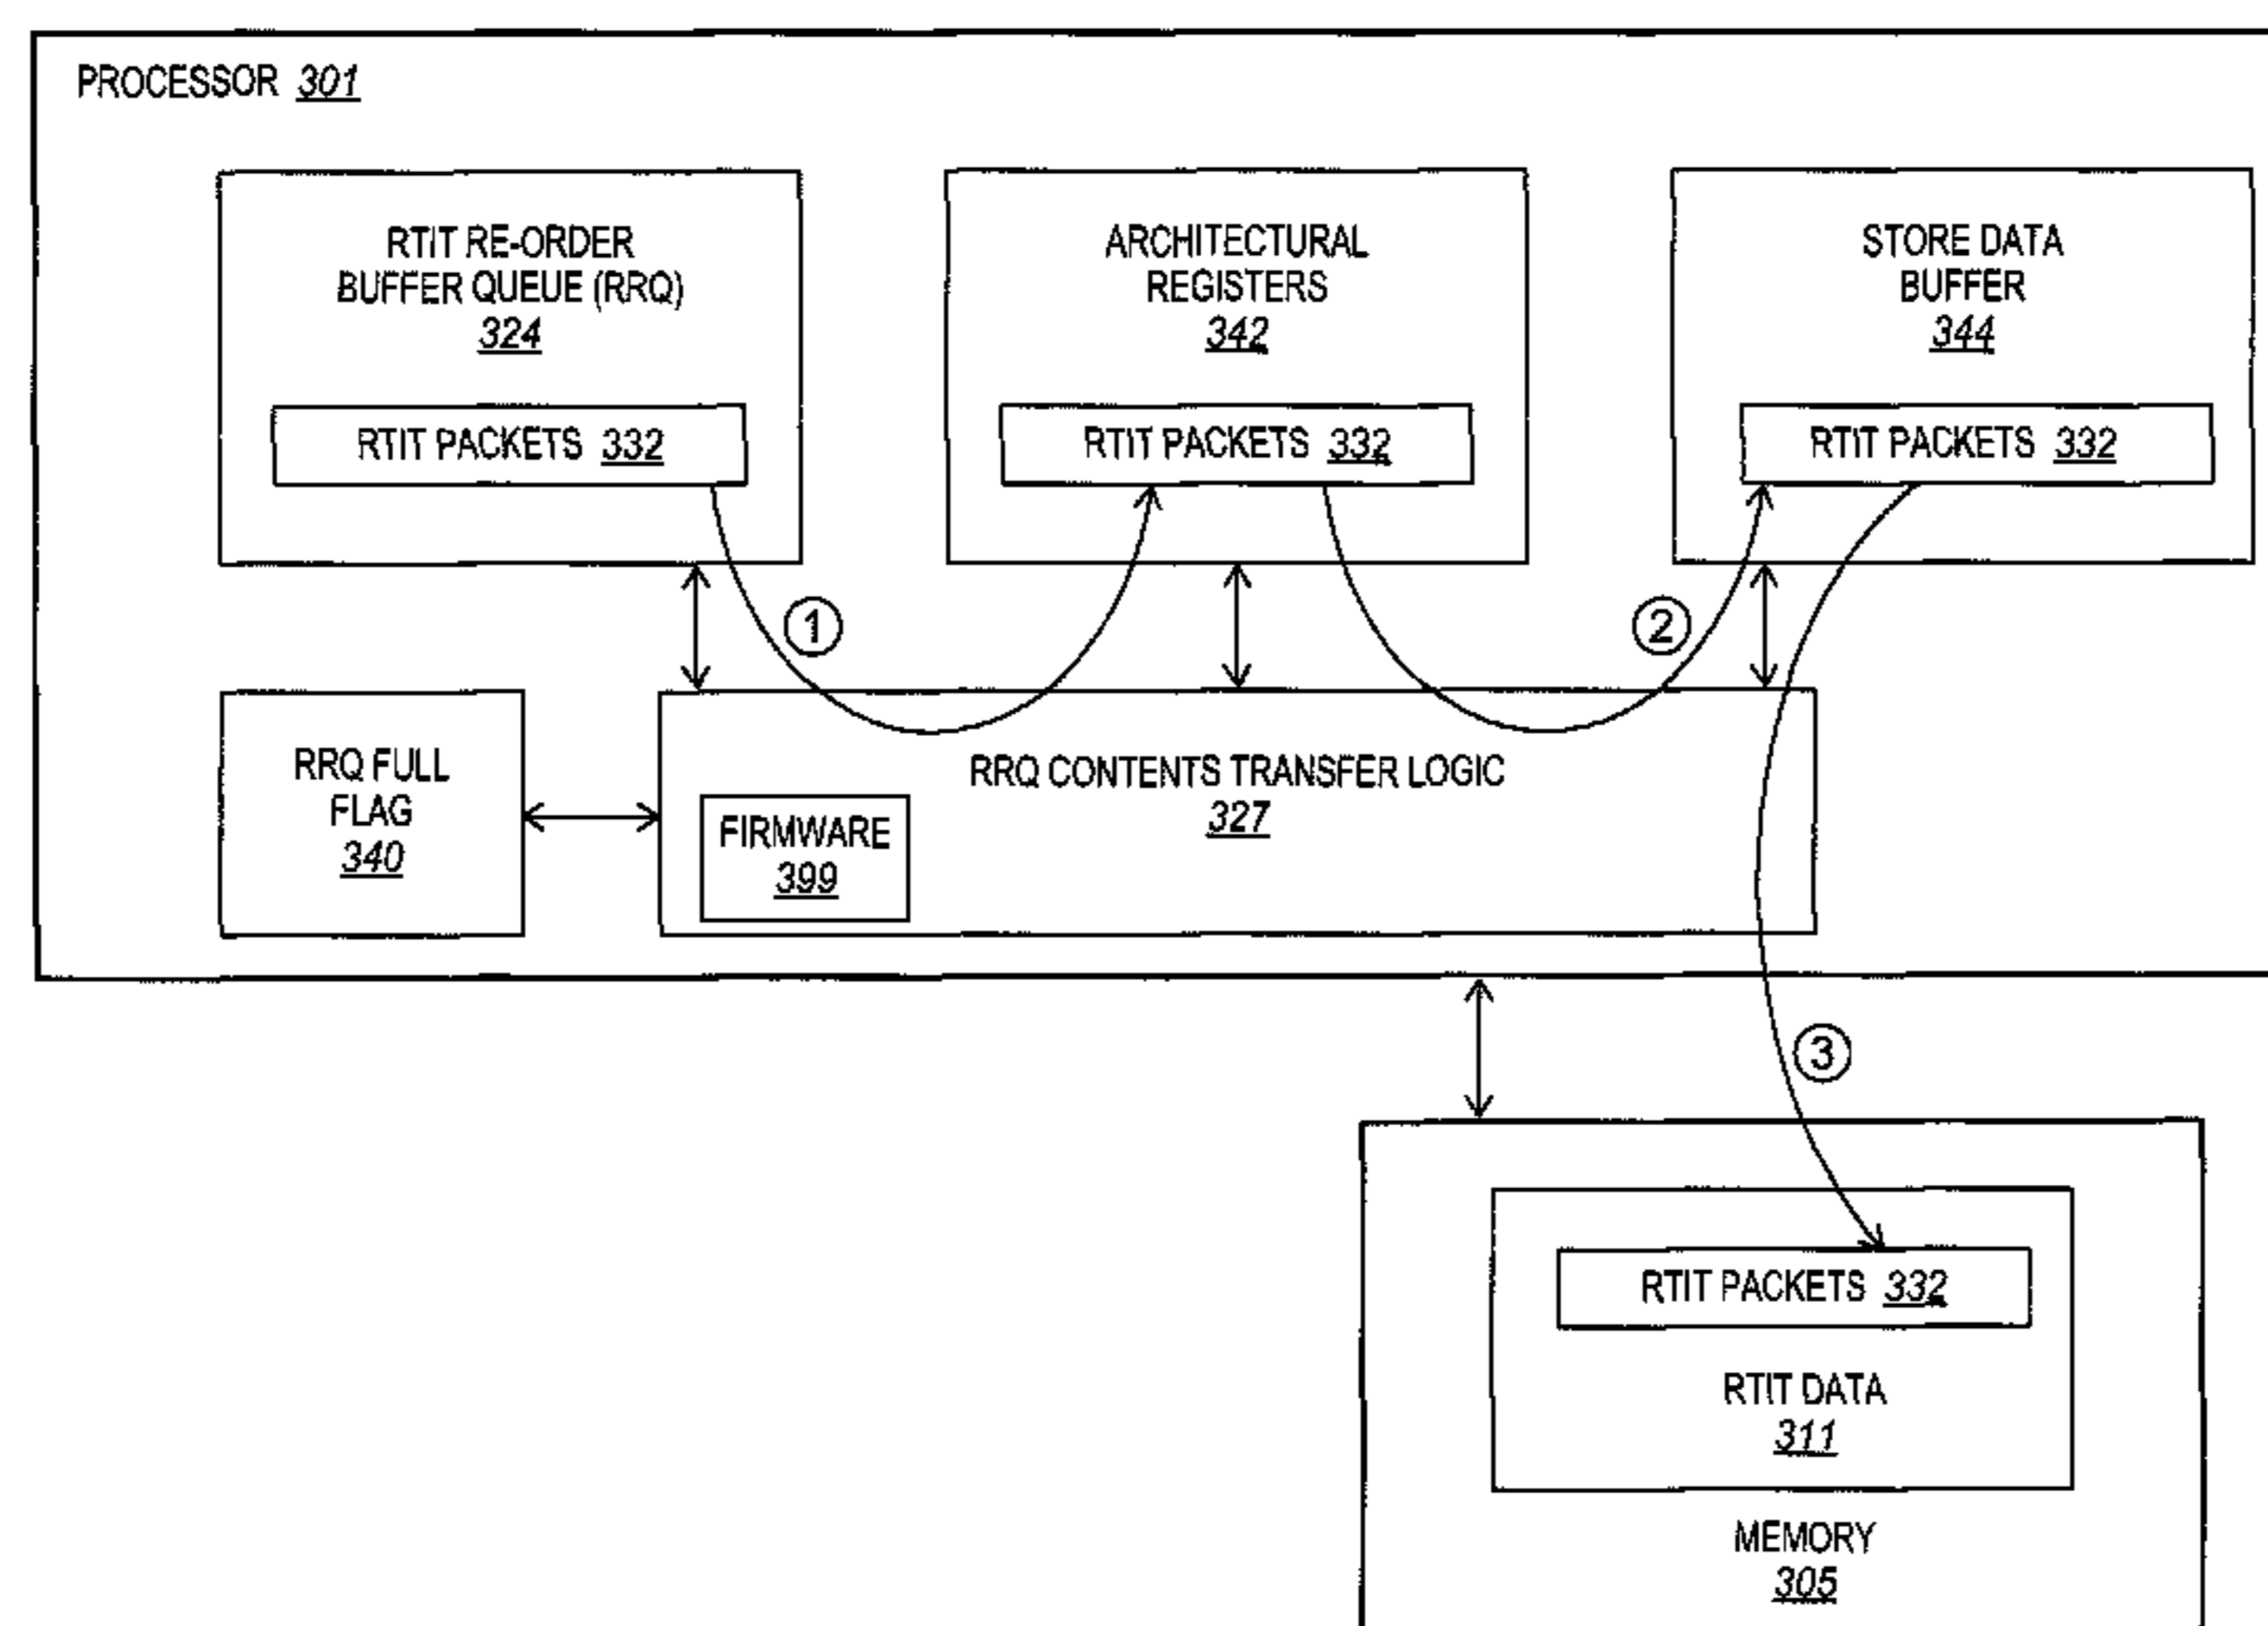 PROCESSOR 301
RTIT RE-ORDER
BUFFER QUEUE (RRQ)
324
RTIT PACKETS 332
ARCHITECTURAL
REGISTERS
342
RTIT PACKETS 332
STORE DATA
BUFFER
344
RTIT PACKETS 332
1
2
RRQ FULL
FLAG
340
RRQ CONTENTS TRANSFER LOGIC
327
FIRMWARE
399
3
RTIT PACKETS 332
RTIT DATA
311
MEMORY
305